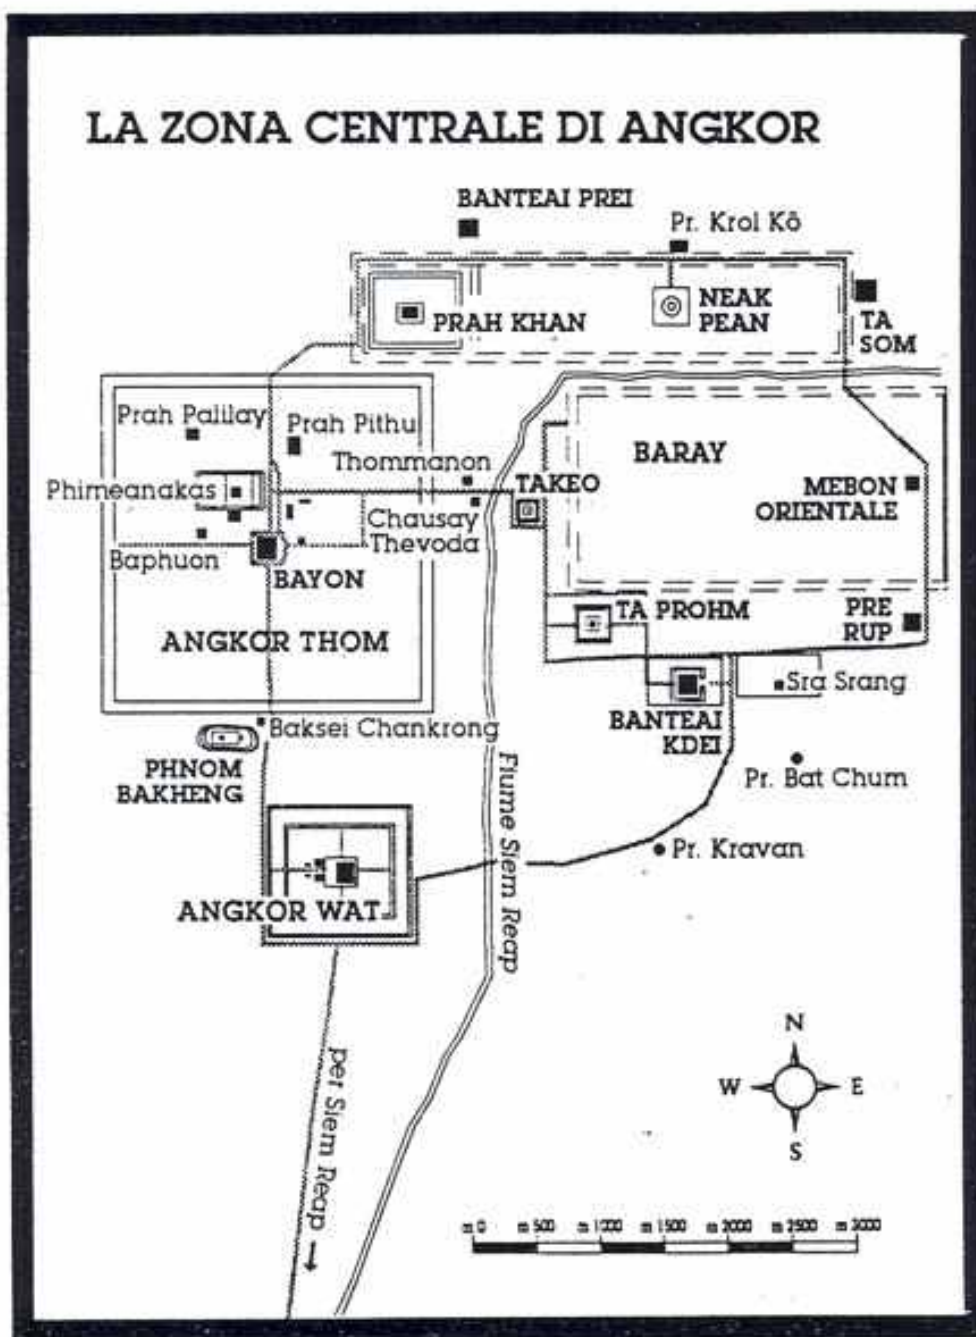 LA ZONA CENTRALE DI ANGKOR
BANTEAI PREI
Pr. Krol Kô
PRAH KHAN
NEAK
PEAN
TA
SOM
Prah Palilay
Prah Pithu
Thommanon
BARAY
Phimeanakas
TAKEO
MEBON
ORIENTALE
Chausay
Thevoda
Baphuon
BAYON
TA PROHM
PRE
RUP
ANGKOR THOM
Sra Srang
BANTEAI
KDEI
Baksei Chankrong
PHNOM
BAKHENG
Pr. Bat Chum
Fiume Siem Reap
Pr. Kravan
ANGKOR WAT
per Siem Reap →
N
W E
S
m 0 m 500 m 1000 m 1500 m 2000 m 2500 m 3000